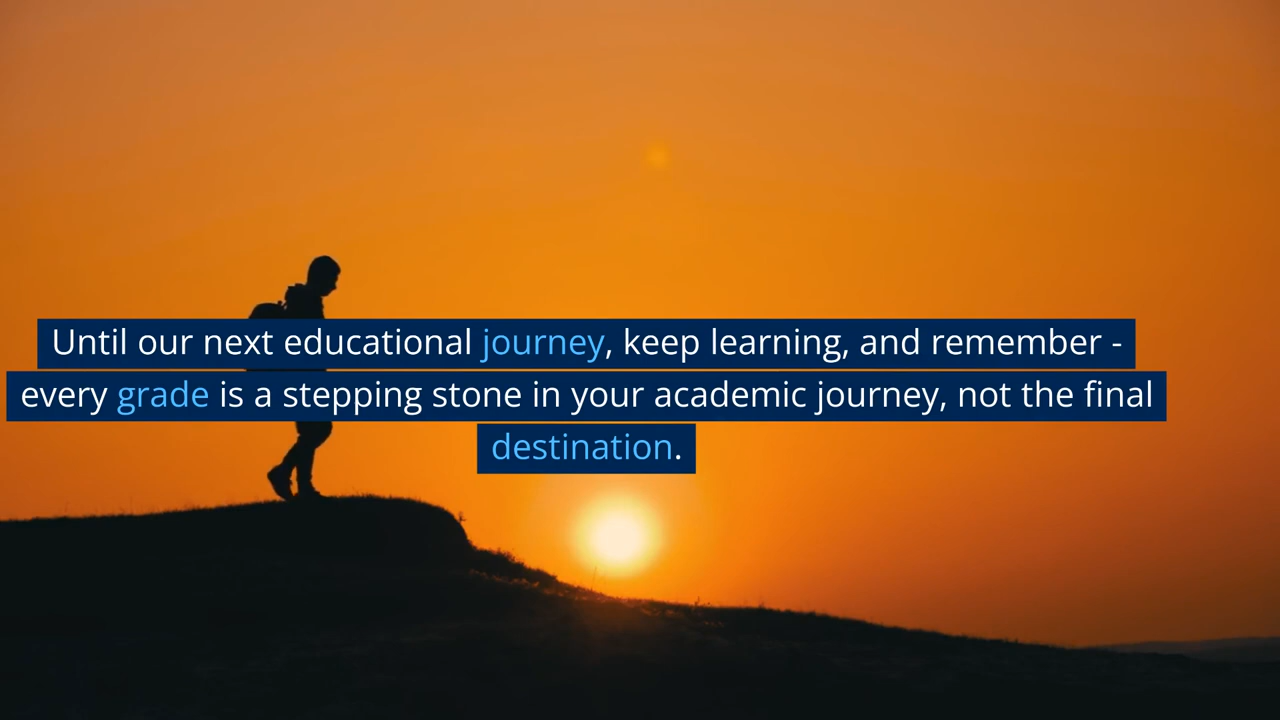 Until our next educational journey, keep learning, and remember -
every grade is a stepping stone in your academic journey, not the final
destination.